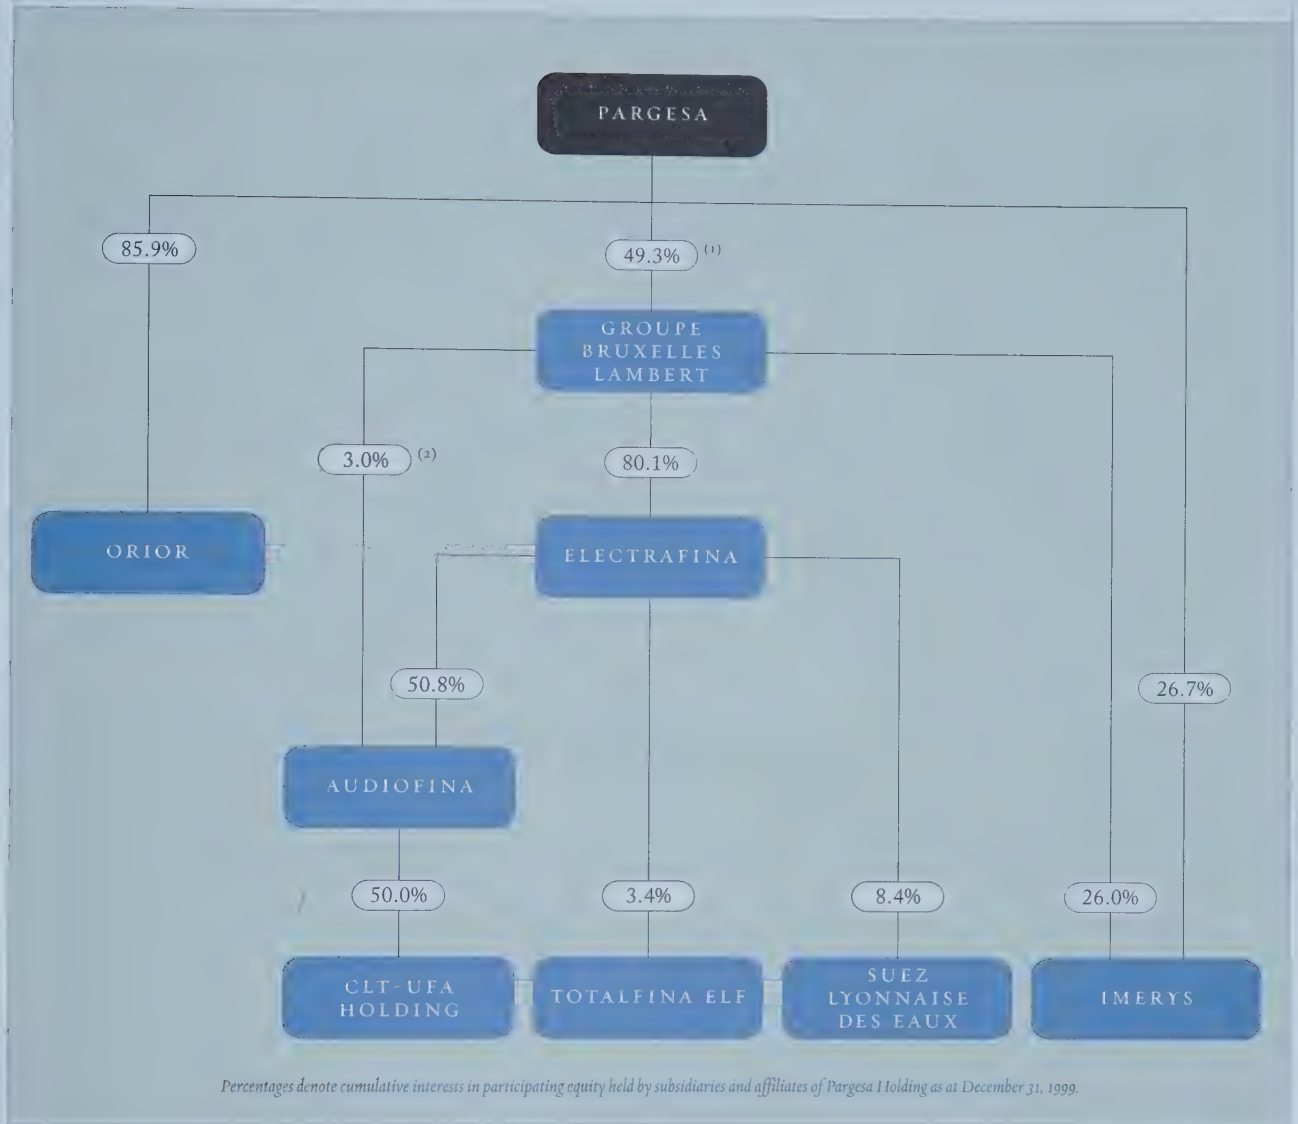 PARGESA
85.9%
49.3% (1)
GROUPE
BRUXELLES
LAMBERT
3.0% (2)
80.1%
ORIOR
ELECTRAFINA
50.8%
26.7%
AUDIOFINA
50.0%
3.4%
8.4%
26.0%
CLT-UFA
HOLDING
TOTALFINA ELF
SUEZ
LYONNAISE
DES EAUX
IMERYS
Percentages denote cumulative interests in participating equity held by subsidiaries and affiliates of Pargesa Holding as at December 31, 1999.